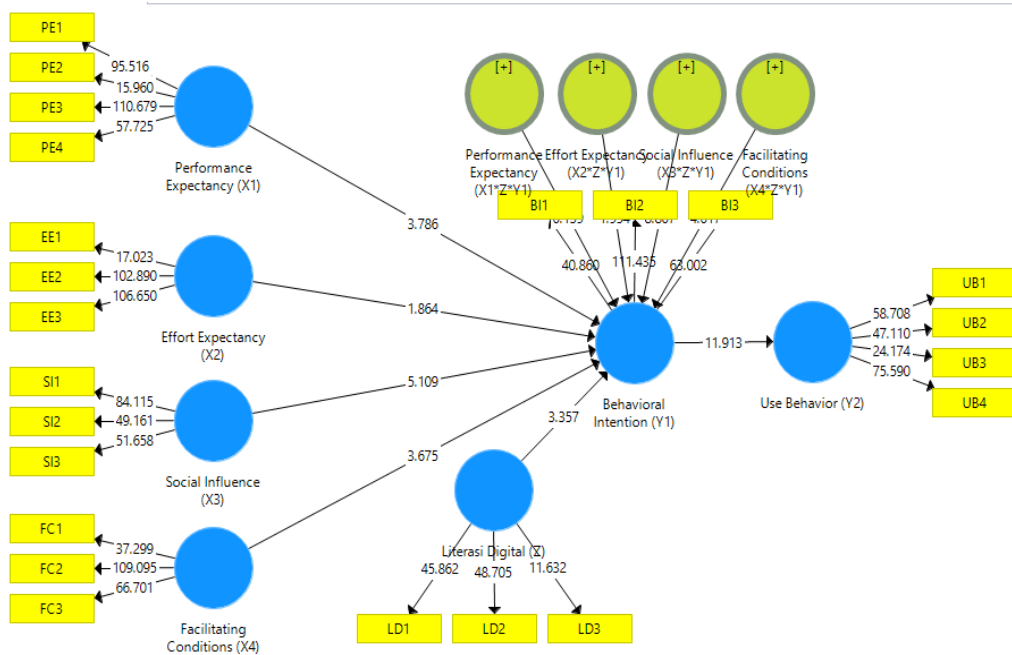 PE1
PE2
PE3
PE4
95.516
15.960
110.679
57.725
Performance
Expectancy (X1)
[+]
[+]
[+]
[+]
Performance
Expectancy
(X1*Z*Y1)
Effort Expectancy
(X2*Z*Y1)
Social Influence
(X3*Z*Y1)
Facilitating
Conditions
(X4*Z*Y1)
BI1
BI2
BI3
40.860
111.435
63.002
3.786
EE1
EE2
EE3
17.023
102.890
106.650
Effort Expectancy
(X2)
1.864
SI1
SI2
SI3
84.115
49.161
51.658
Social Influence
(X3)
5.109
FC1
FC2
FC3
37.299
109.095
66.701
Facilitating
Conditions (X4)
3.675
Behavioral
Intention (Y1)
3.357
Literasi Digital (Z)
45.862
48.705
11.632
LD1
LD2
LD3
11.913
Use Behavior (Y2)
58.708
47.110
24.174
75.590
UB1
UB2
UB3
UB4